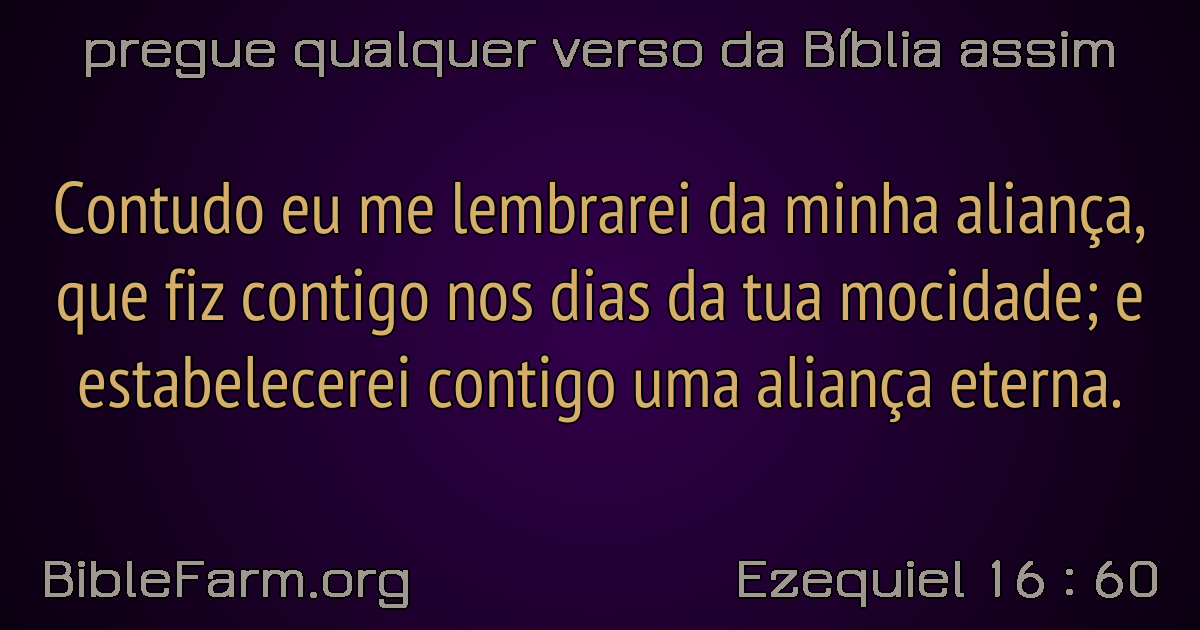 pregue qualquer verso da Bíblia assim
Contudo eu me lembrarei da minha aliança,
que fiz contigo nos dias da tua mocidade; e
estabelecerei contigo uma aliança eterna.
BibleFarm.org
Ezequiel 16 : 60